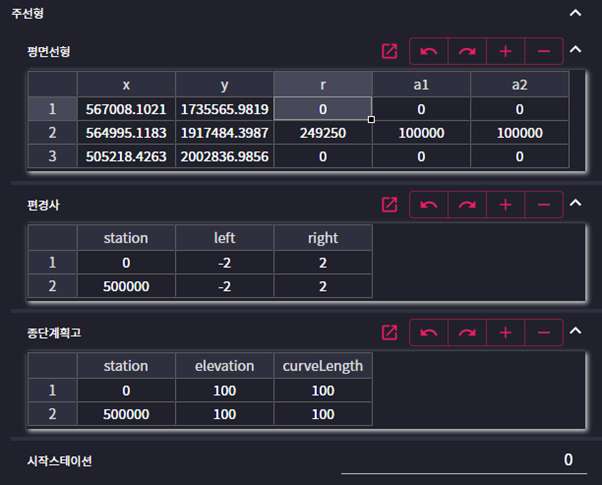 주선형
평면선형
x y r a1 a2
1 567008.1021 1735565.9819 0 0 0
2 564995.1183 1917484.3987 249250 100000 100000
3 505218.4263 2002836.9856 0 0 0
편경사
station left right
1 0 -2 2
2 500000 -2 2
종단계획고
station elevation curveLength
1 0 100 100
2 500000 100 100
시작스테이션 0